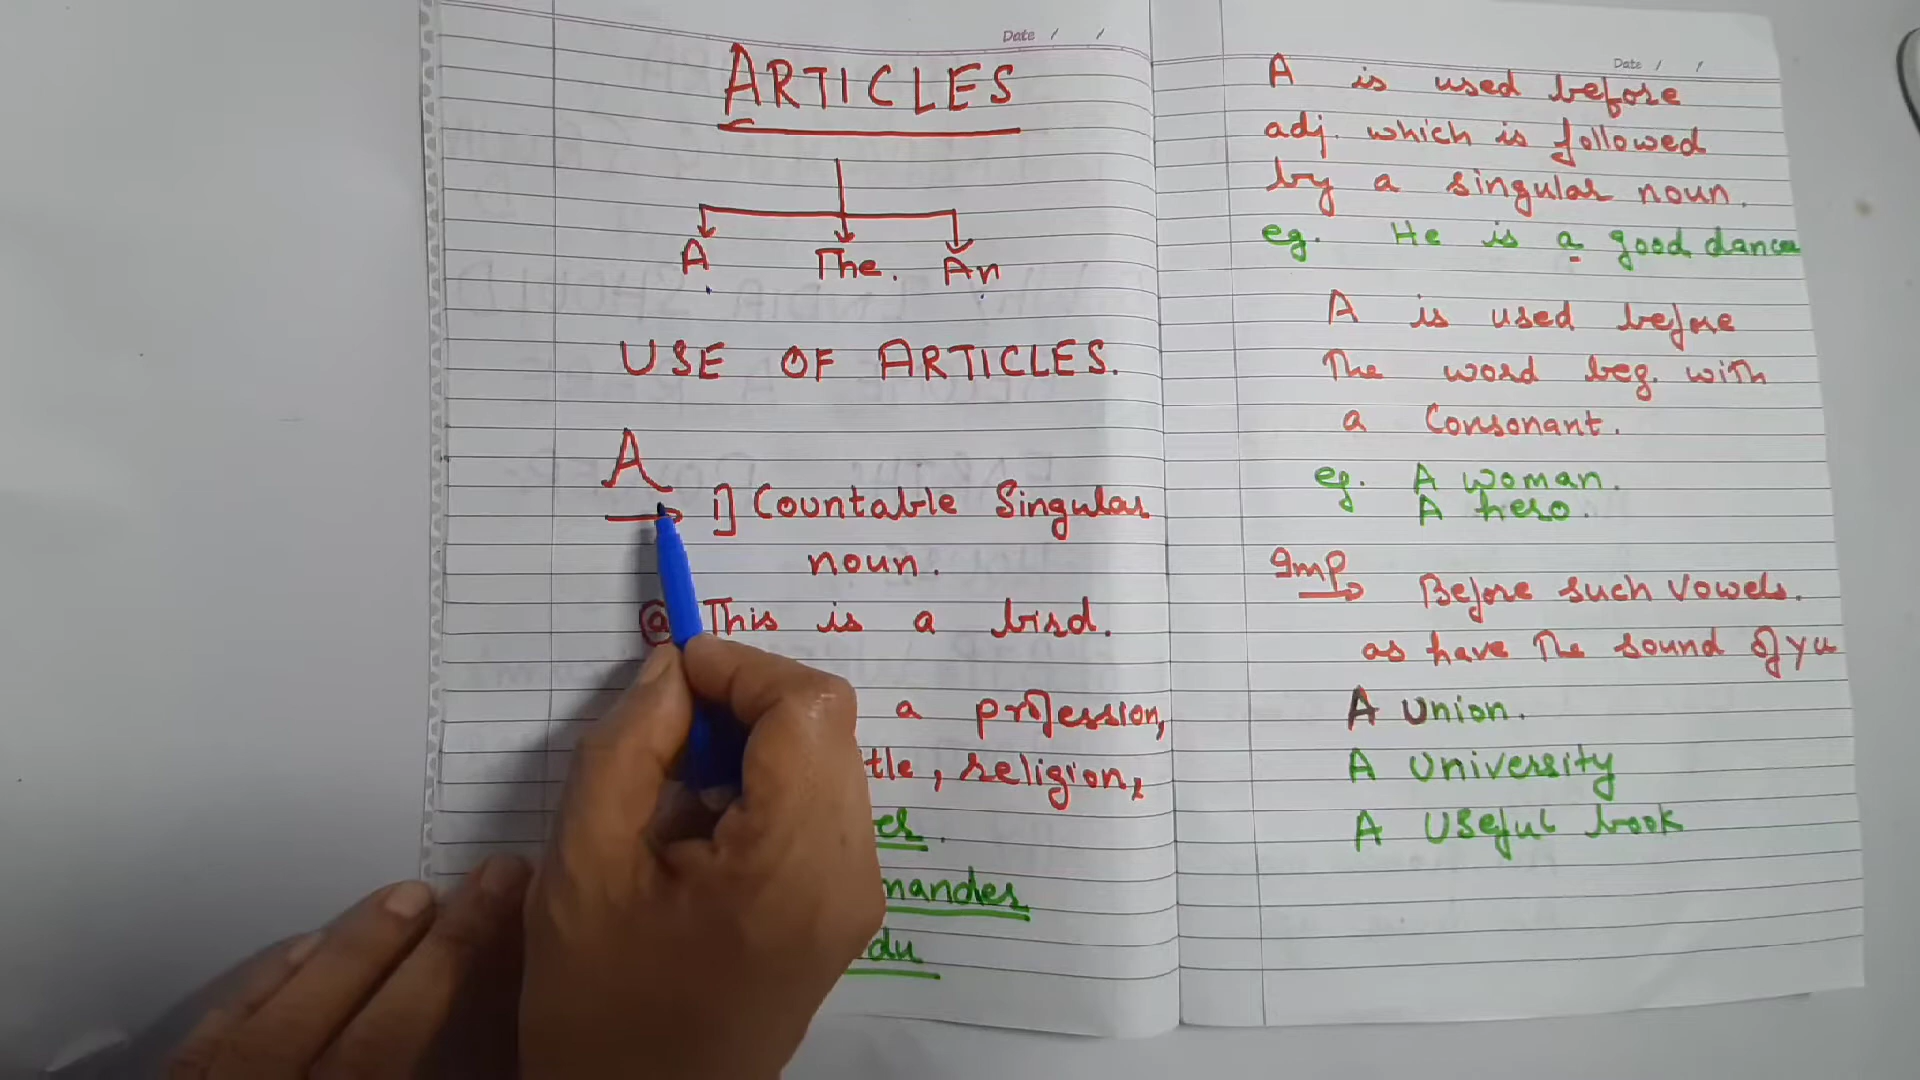 Date / /
ARTICLES
A The. An
USE OF ARTICLES.
A
1] Countable Singular
noun.
a This is a bird.
a profession,
religion,
Date / /
A is used before
adj. which is followed
by a singular noun.
eg. He is a good dancer
A is used before
The word beg. with
a Consonant.
eg. A woman.
A hero.
Imp Before such vowels.
as have The sound of yu
A Union.
A University
A Useful book